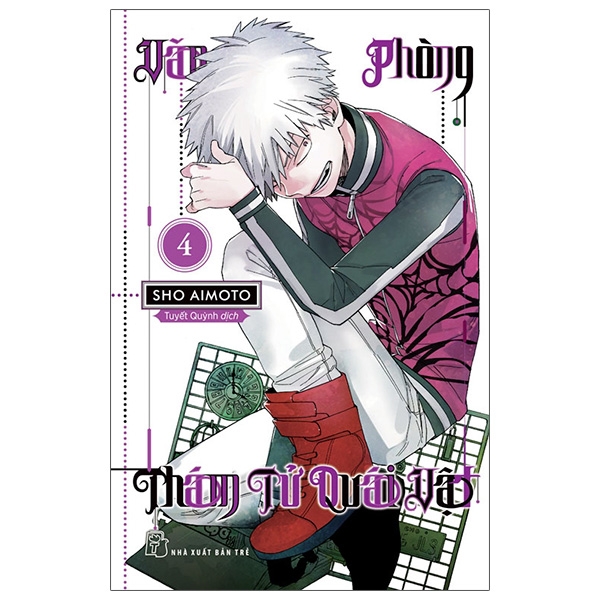 Văn Phòng
4
SHO AIMOTO
Tuyết Quỳnh dịch
Thám Tử Quái Vật
NHÀ XUẤT BẢN TRẺ